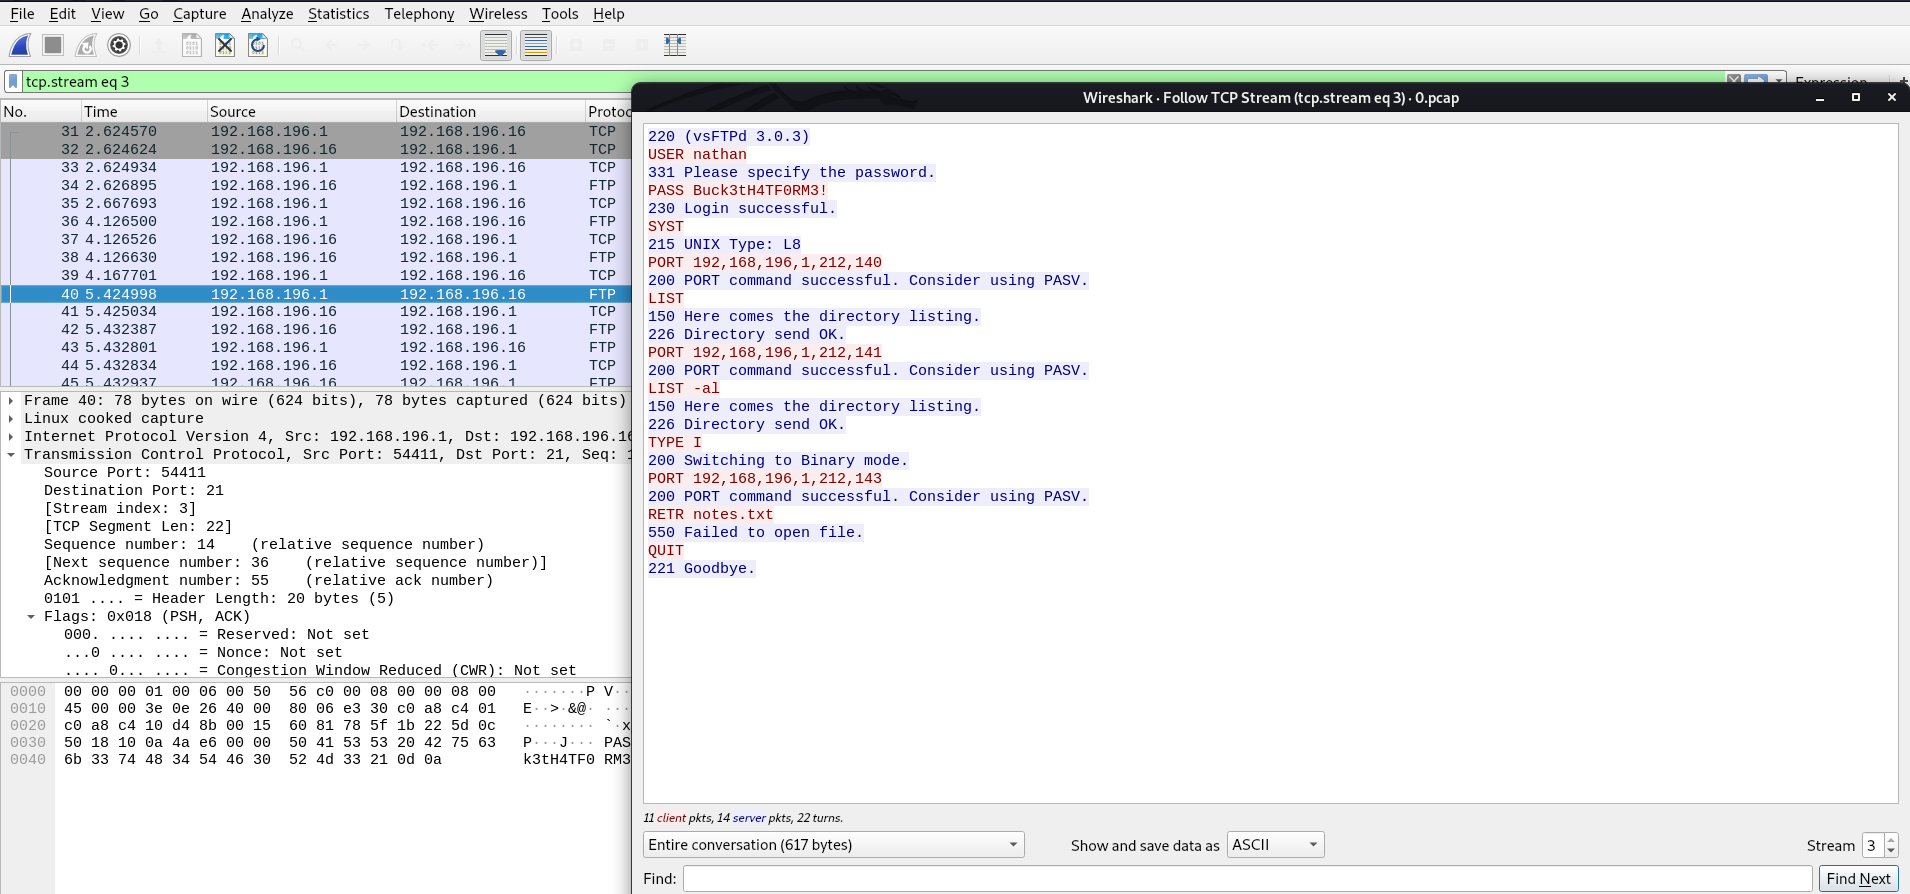 File Edit View Go Capture Analyze Statistics Telephony Wireless Tools Help
tcp.stream eq 3
Expression
No. Time Source Destination Protoc
31 2.624570 192.168.196.1 192.168.196.16 TCP
32 2.624624 192.168.196.16 192.168.196.1 TCP
33 2.624934 192.168.196.1 192.168.196.16 TCP
34 2.626895 192.168.196.16 192.168.196.1 FTP
35 2.667693 192.168.196.1 192.168.196.16 TCP
36 4.126500 192.168.196.1 192.168.196.16 FTP
37 4.126526 192.168.196.16 192.168.196.1 TCP
38 4.126630 192.168.196.16 192.168.196.1 FTP
39 4.167701 192.168.196.1 192.168.196.16 TCP
40 5.424998 192.168.196.1 192.168.196.16 FTP
41 5.425034 192.168.196.16 192.168.196.1 TCP
42 5.432387 192.168.196.16 192.168.196.1 FTP
43 5.432801 192.168.196.1 192.168.196.16 FTP
44 5.432834 192.168.196.16 192.168.196.1 TCP
45 5.432937 192.168.196.16 192.168.196.1 FTP
Frame 40: 78 bytes on wire (624 bits), 78 bytes captured (624 bits)
Linux cooked capture
Internet Protocol Version 4, Src: 192.168.196.1, Dst: 192.168.196.16
Transmission Control Protocol, Src Port: 54411, Dst Port: 21, Seq: 1
Source Port: 54411
Destination Port: 21
[Stream index: 3]
[TCP Segment Len: 22]
Sequence number: 14 (relative sequence number)
[Next sequence number: 36 (relative sequence number)]
Acknowledgment number: 55 (relative ack number)
0101 .... = Header Length: 20 bytes (5)
Flags: 0x018 (PSH, ACK)
000. .... .... = Reserved: Not set
...0 .... .... = Nonce: Not set
.... 0... .... = Congestion Window Reduced (CWR): Not set
0000 00 00 00 01 00 06 00 50 56 c0 00 08 00 00 08 00 ·······P V··
0010 45 00 00 3e 0e 26 40 00 80 06 e3 30 c0 a8 c4 01 E··>·&@· ····
0020 c0 a8 c4 10 d4 8b 00 15 60 81 78 5f 1b 22 5d 0c ········ `·x
0030 50 18 10 0a 4a e6 00 00 50 41 53 53 20 42 75 63 P···J··· PAS
0040 6b 33 74 48 34 54 46 30 52 4d 33 21 0d 0a k3tH4TF0 RM3
Wireshark · Follow TCP Stream (tcp.stream eq 3) · 0.pcap
220 (vsFTPd 3.0.3)
USER nathan
331 Please specify the password.
PASS Buck3tH4TF0RM3!
230 Login successful.
SYST
215 UNIX Type: L8
PORT 192,168,196,1,212,140
200 PORT command successful. Consider using PASV.
LIST
150 Here comes the directory listing.
226 Directory send OK.
PORT 192,168,196,1,212,141
200 PORT command successful. Consider using PASV.
LIST -al
150 Here comes the directory listing.
226 Directory send OK.
TYPE I
200 Switching to Binary mode.
PORT 192,168,196,1,212,143
200 PORT command successful. Consider using PASV.
RETR notes.txt
550 Failed to open file.
QUIT
221 Goodbye.
11 client pkts, 14 server pkts, 22 turns.
Entire conversation (617 bytes) Show and save data as ASCII Stream 3
Find: Find Next